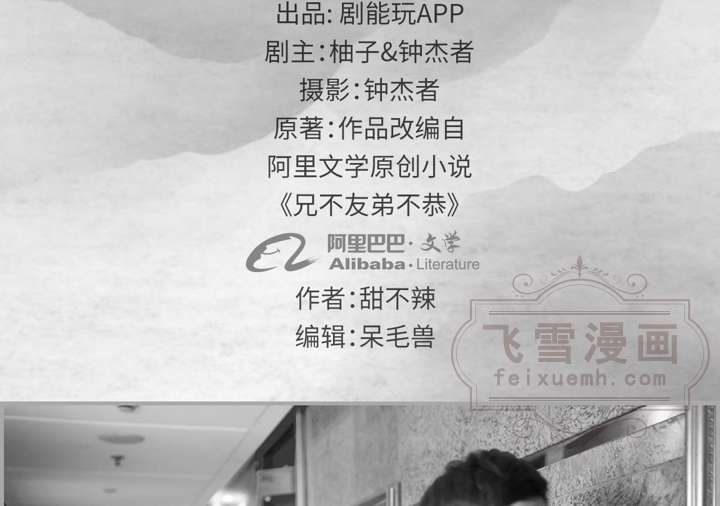 出品: 剧能玩APP
剧主:柚子&钟杰者
摄影:钟杰者
原著:作品改编自
阿里文学原创小说
《兄不友弟不恭》
阿里巴巴·文学
Alibaba·Literature
作者:甜不辣
编辑:呆毛兽
飞雪漫画
feixuemh.com